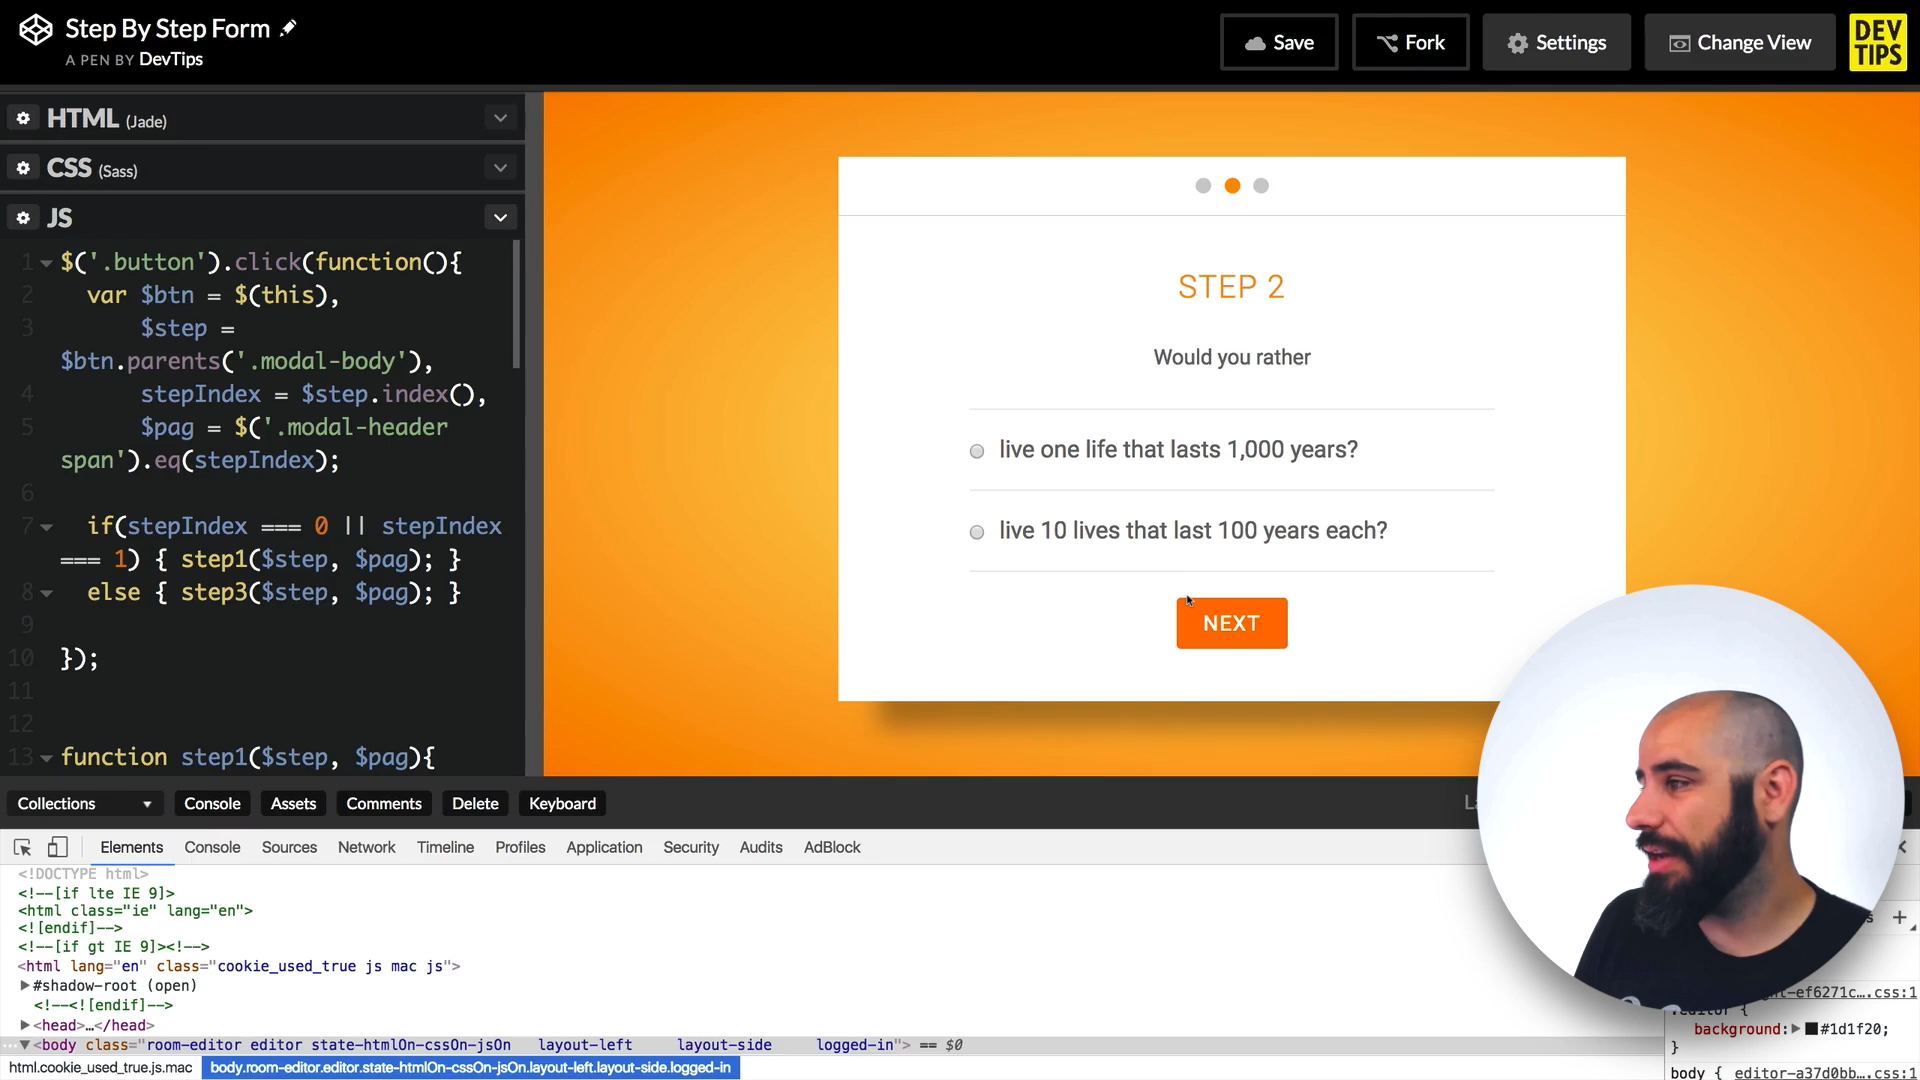 Step By Step Form
A PEN BY DevTips
Save
Fork
Settings
Change View
DEV
TIPS
HTML (Jade)
CSS (Sass)
JS
1 $('.button').click(function(){
2 var $btn = $(this),
3 $step =
$btn.parents('.modal-body'),
4 stepIndex = $step.index(),
5 $pag = $('.modal-header
span').eq(stepIndex);
6
7 if(stepIndex === 0 || stepIndex
=== 1) { step1($step, $pag); }
8 else { step3($step, $pag); }
9
10 });
11
12
13 function step1($step, $pag){
STEP 2
Would you rather
live one life that lasts 1,000 years?
live 10 lives that last 100 years each?
NEXT
Collections
Console
Assets
Comments
Delete
Keyboard
Elements
Console
Sources
Network
Timeline
Profiles
Application
Security
Audits
AdBlock
<!DOCTYPE html>
<!--[if lte IE 9]>
<html class="ie" lang="en">
<![endif]-->
<!--[if gt IE 9]><!-->
<html lang="en" class="cookie_used_true js mac js">
#shadow-root (open)
<!--<![endif]-->
<head>…</head>
<body class="room-editor editor state-htmlOn-cssOn-jsOn layout-left layout-side logged-in"> == $0
html.cookie_used_true.js.mac
body.room-editor.editor.state-htmlOn-cssOn-jsOn.layout-left.layout-side.logged-in
ef6271c….css:1
.editor {
background: #1d1f20;
}
body { editor-a37d0bb….css:1